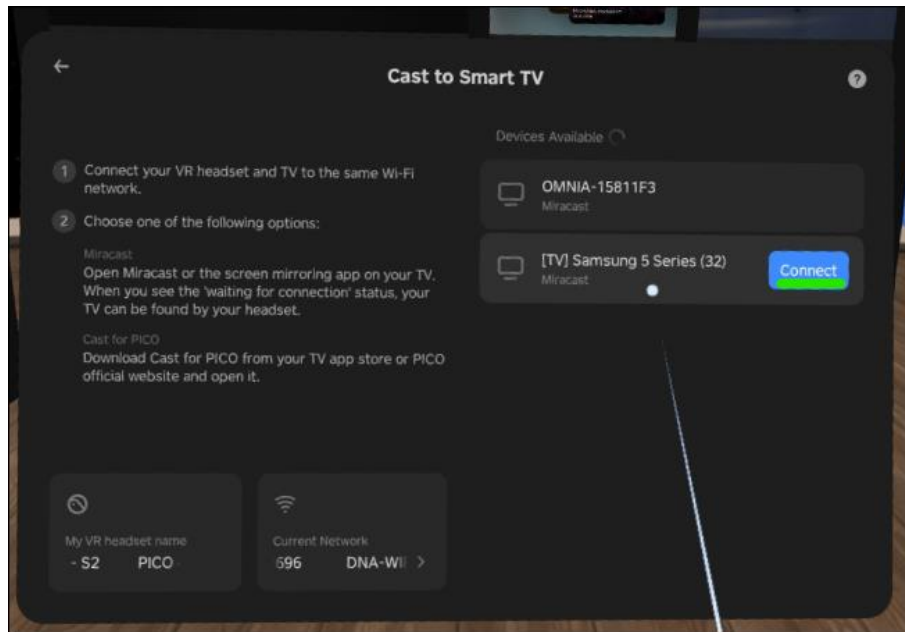 Cast to Smart TV
?
Devices Available
1 Connect your VR headset and TV to the same Wi-Fi
network.
2 Choose one of the following options:
Miracast
Open Miracast or the screen mirroring app on your TV.
When you see the 'waiting for connection' status, your
TV can be found by your headset.
Cast for PICO
Download Cast for PICO from your TV app store or PICO
official website and open it.
OMNIA-15811F3
Miracast
[TV] Samsung 5 Series (32)
Miracast
Connect
My VR headset name
- S2 PICO
Current Network
696 DNA-WI